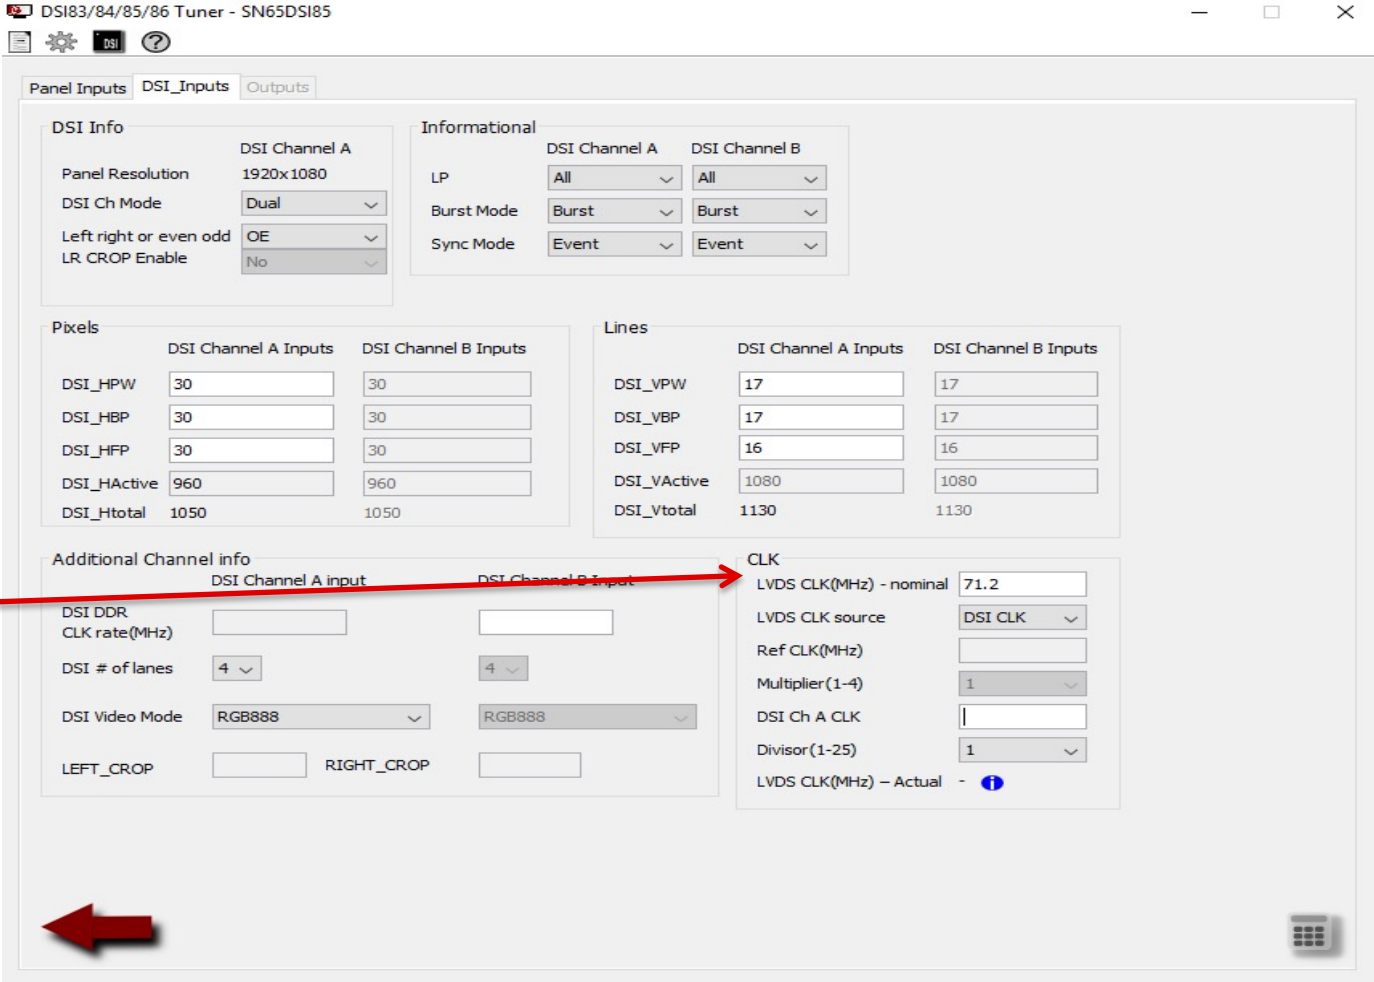 DSI83/84/85/86 Tuner - SN65DSI85
DSI
Panel Inputs DSI_Inputs Outputs
DSI Info
DSI Channel A
Panel Resolution 1920x1080
DSI Ch Mode Dual
Left right or even odd OE
LR CROP Enable No
Informational
DSI Channel A DSI Channel B
LP All All
Burst Mode Burst Burst
Sync Mode Event Event
Pixels
DSI Channel A Inputs DSI Channel B Inputs
DSI_HPW 30 30
DSI_HBP 30 30
DSI_HFP 30 30
DSI_HActive 960 960
DSI_Htotal 1050 1050
Lines
DSI Channel A Inputs DSI Channel B Inputs
DSI_VPW 17 17
DSI_VBP 17 17
DSI_VFP 16 16
DSI_VActive 1080 1080
DSI_Vtotal 1130 1130
Additional Channel info
DSI Channel A input DSI Channel B Input
DSI DDR
CLK rate(MHz)
DSI # of lanes 4 4
DSI Video Mode RGB888 RGB888
LEFT_CROP RIGHT_CROP
CLK
LVDS CLK(MHz) - nominal 71.2
LVDS CLK source DSI CLK
Ref CLK(MHz)
Multiplier(1-4) 1
DSI Ch A CLK
Divisor(1-25) 1
LVDS CLK(MHz) – Actual -